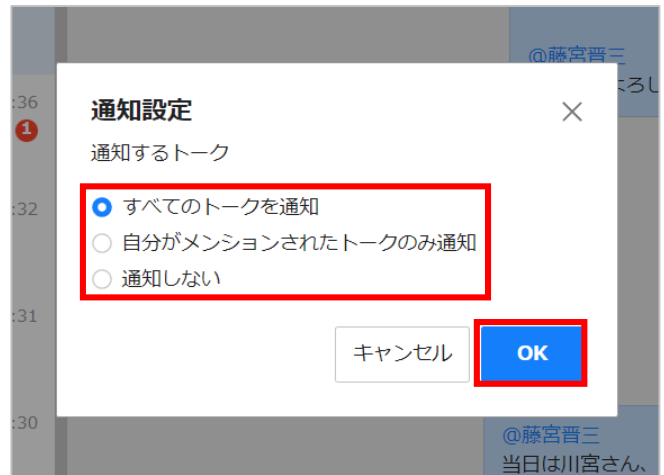 @藤宮晋三
ろし
:36
1
通知設定
通知するトーク
すべてのトークを通知
:32
自分がメンションされたトークのみ通知
通知しない
:31
キャンセル
OK
:30
@藤宮晋三
当日は川宮さん、